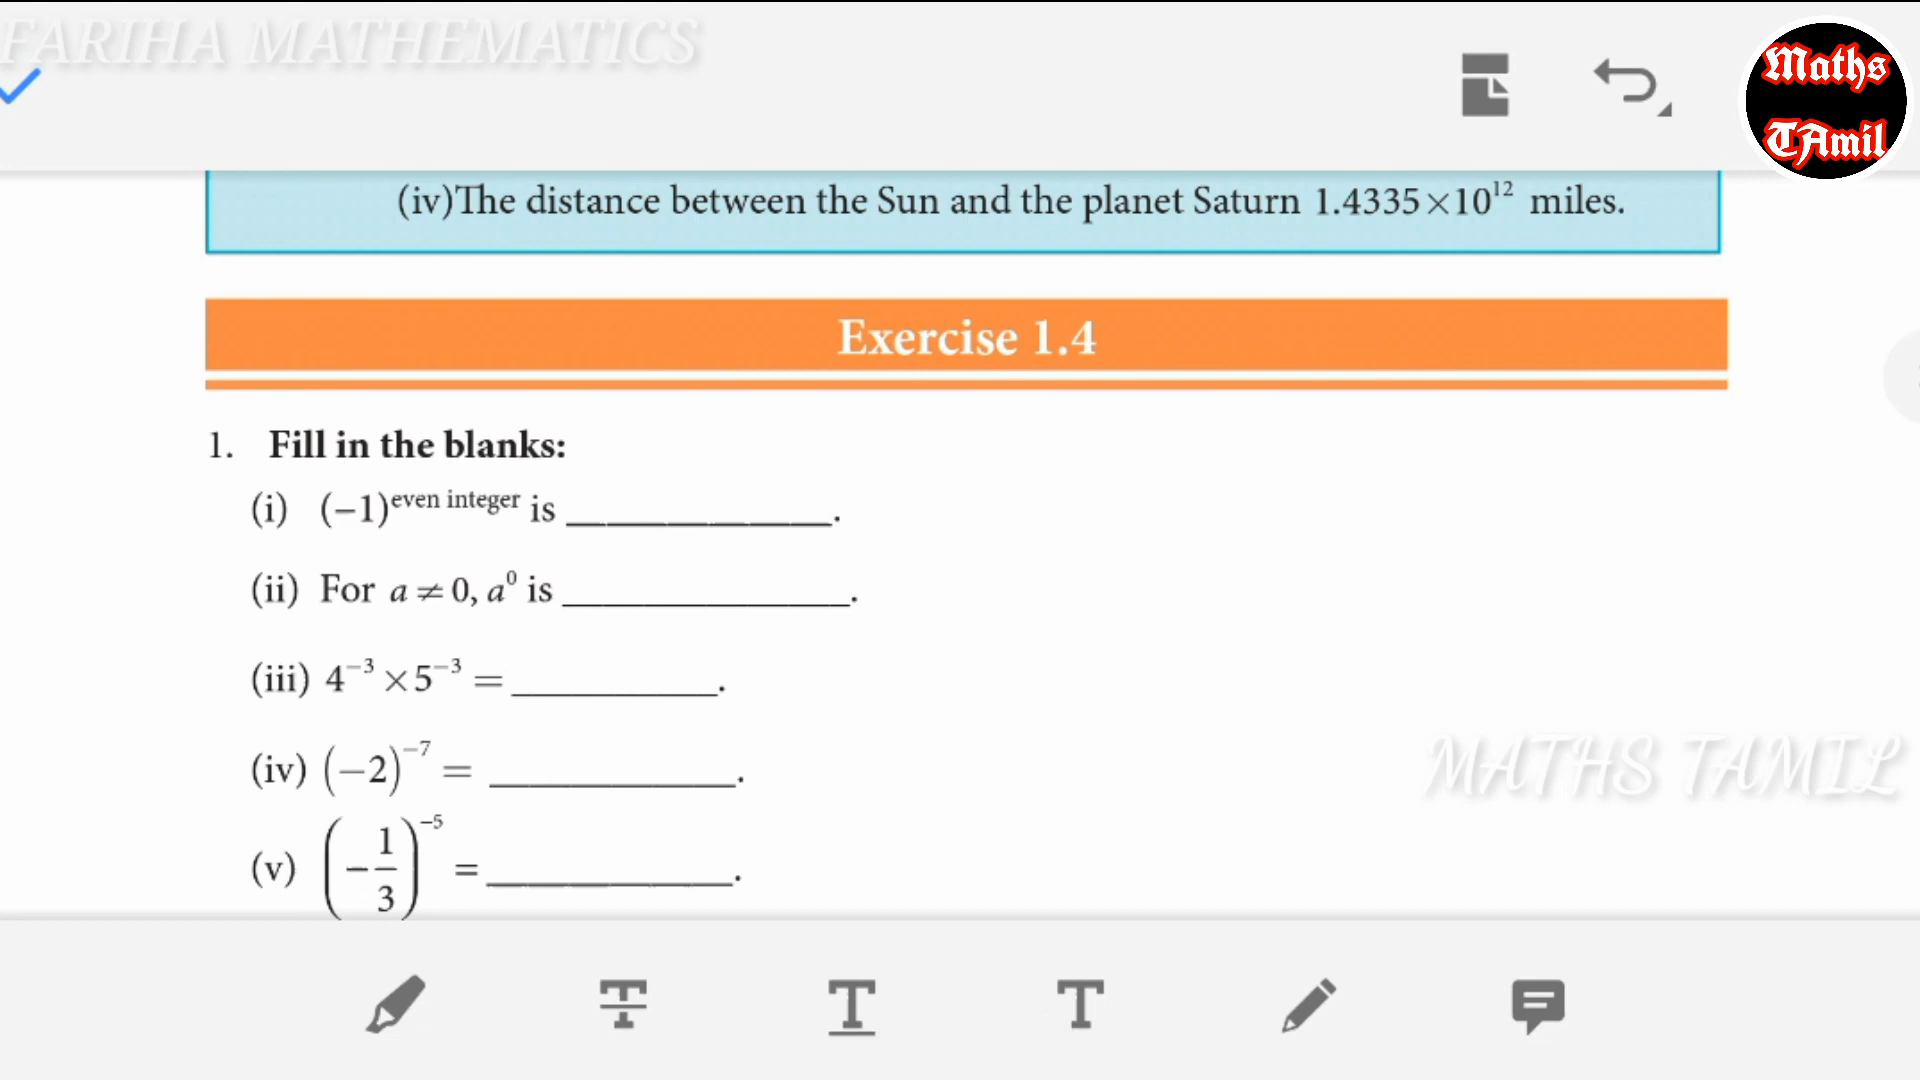 FARIHA MATHEMATICS
Maths
TAmil
(iv)The distance between the Sun and the planet Saturn 1.4335×10¹² miles.
Exercise 1.4
1. Fill in the blanks:
(i) (−1)^even integer is ____________.
(ii) For a ≠ 0, a⁰ is ____________.
(iii) 4⁻³ × 5⁻³ = ____________.
(iv) (−2)⁻⁷ = ____________.
MATHS TAMIL
(v) (−1/3)⁻⁵ = ____________.